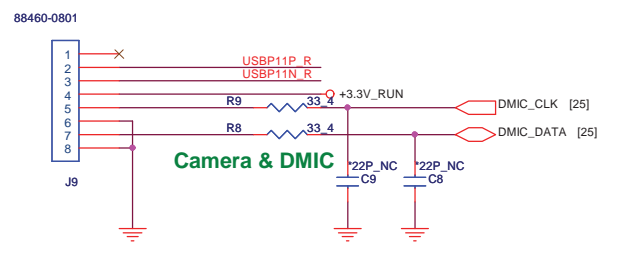 88460-0801
1
2 USBP11P_R
3 USBP11N_R
4 +3.3V_RUN
5 R9 33_4 DMIC_CLK [25]
6
7 R8 33_4 DMIC_DATA [25]
8
Camera & DMIC
*22P_NC *22P_NC
C9 C8
J9